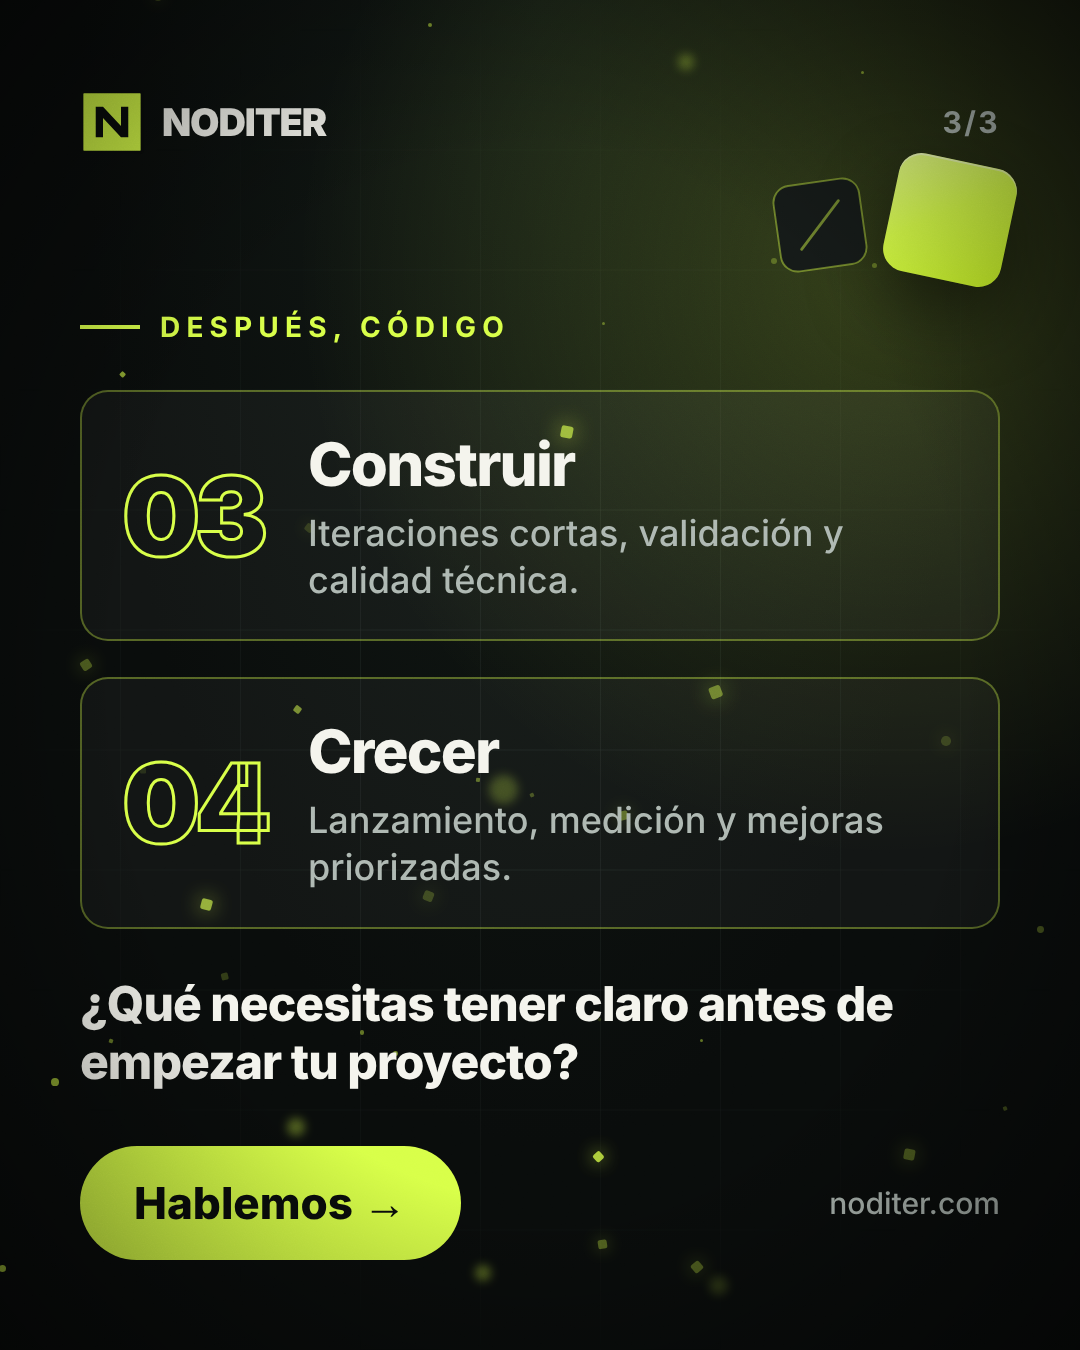 NODITER
3/3
DESPUÉS, CÓDIGO
03
Construir
Iteraciones cortas, validación y
calidad técnica.
04
Crecer
Lanzamiento, medición y mejoras
priorizadas.
¿Qué necesitas tener claro antes de
empezar tu proyecto?
Hablemos →
noditer.com